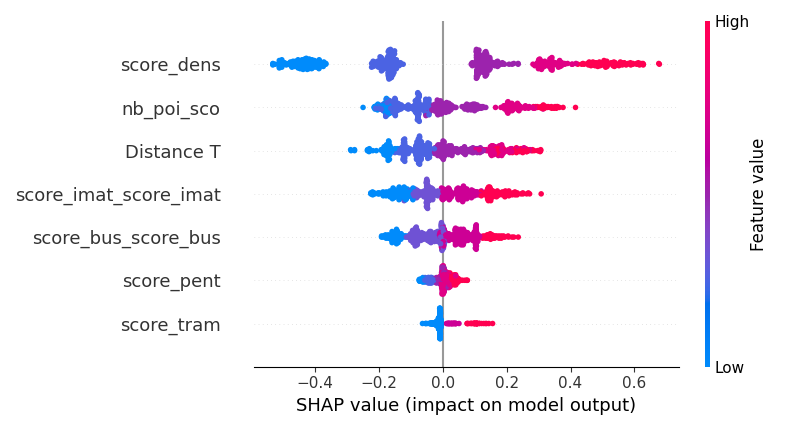 High
score_dens
nb_poi_sco
Distance T
score_imat_score_imat
score_bus_score_bus
score_pent
score_tram
Low
Feature value
−0.4 −0.2 0.0 0.2 0.4 0.6
SHAP value (impact on model output)